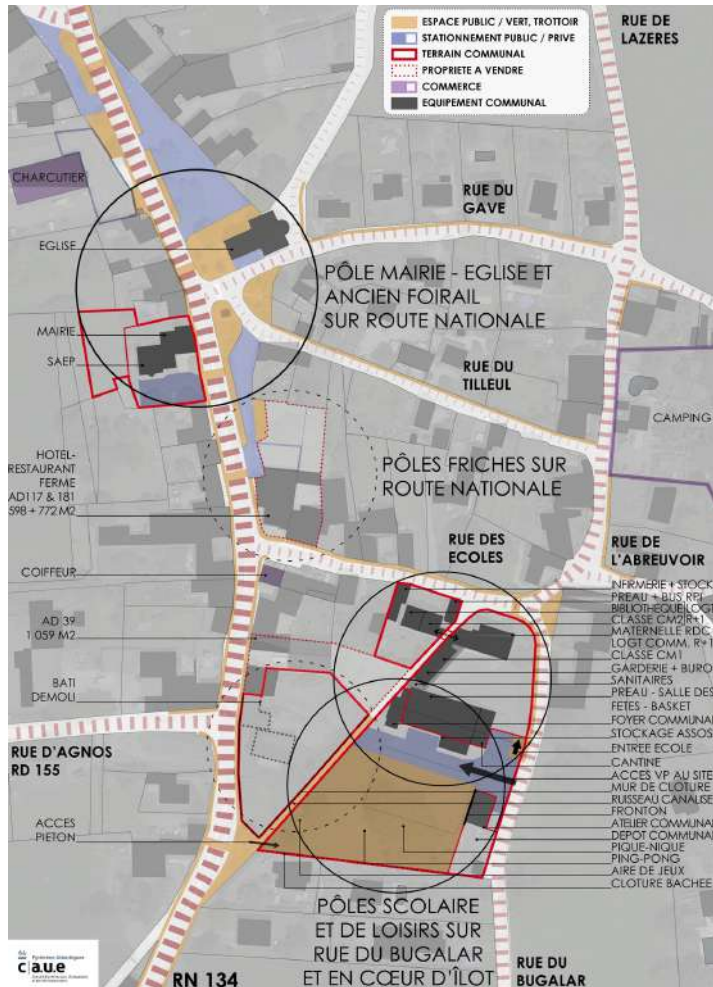 ESPACE PUBLIC / VERT, TROTTOIR
STATIONNEMENT PUBLIC / PRIVE
TERRAIN COMMUNAL
PROPRIETE A VENDRE
COMMERCE
EQUIPEMENT COMMUNAL
RUE DE
LAZERES
CHARCUTIER
RUE DU
GAVE
EGLISE
PÔLE MAIRIE - EGLISE ET
ANCIEN FOIRAIL
SUR ROUTE NATIONALE
MAIRIE
SAEP
RUE DU
TILLEUL
CAMPING
HOTEL-
RESTAURANT
FERME
AD117 & 181
598 + 772 M2
PÔLES FRICHES SUR
ROUTE NATIONALE
RUE DES
ECOLES
RUE DE
L'ABREUVOIR
COIFFEUR
INFIRMERIE + STOCK
PREAU + BUS RPI
BIBLIOTHEQUE LOGT
CLASSE CM2 R+1
MATERNELLE RDC
LOGT COMM. R+1
CLASSE CM1
GARDERIE + BURO
SANITAIRES
PREAU - SALLE DES
FETES - BASKET
FOYER COMMUNAL
STOCKAGE ASSOS
ENTREE ECOLE
CANTINE
ACCES VP AU SITE
MUR DE CLOTURE
RUISSEAU CANALISE
FRONTON
ATELIER COMMUNAL
DEPOT COMMUNAL
PIQUE-NIQUE
PING-PONG
AIRE DE JEUX
CLOTURE BACHEE
AD 39
1 059 M2
BATI
DEMOLI
RUE D'AGNOS
RD 155
ACCES
PIETON
PÔLES SCOLAIRE
ET DE LOISIRS SUR
RUE DU BUGALAR
ET EN CŒUR D'ÎLOT
RN 134
RUE DU
BUGALAR
c|a.u.e